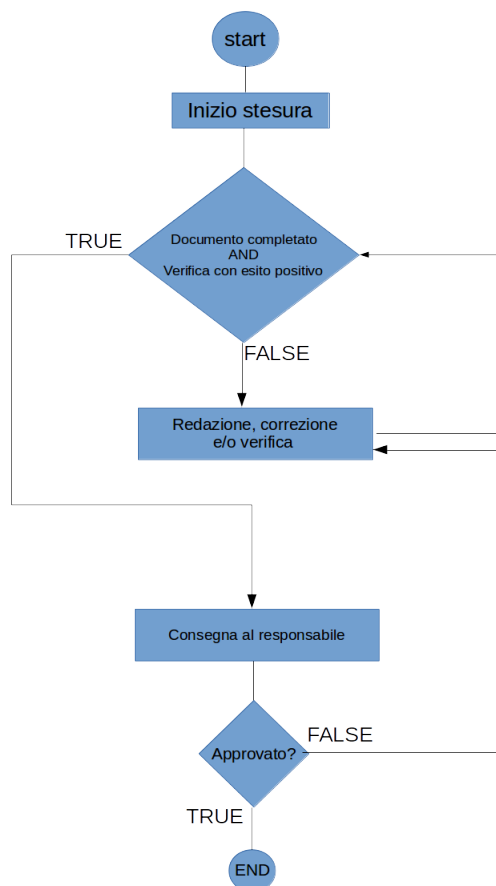 start
Inizio stesura
TRUE
Documento completato
AND
Verifica con esito positivo
FALSE
Redazione, correzione
e/o verifica
Consegna al responsabile
Approvato?
FALSE
TRUE
END